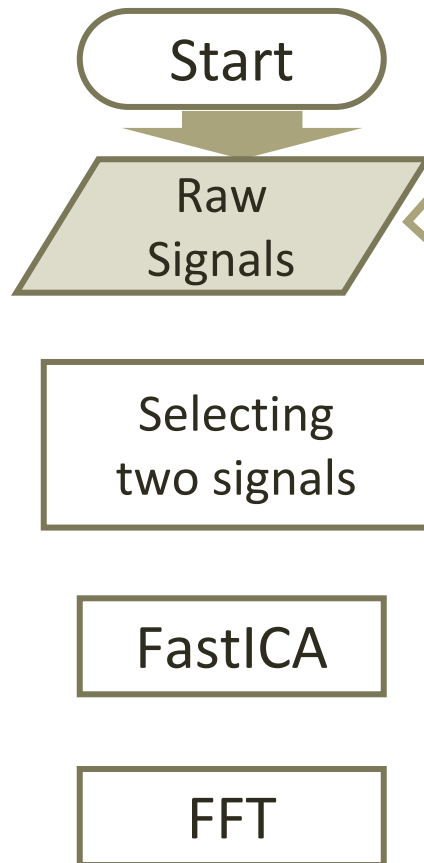 Start
Raw
Signals
Selecting
two signals
FastICA
FFT